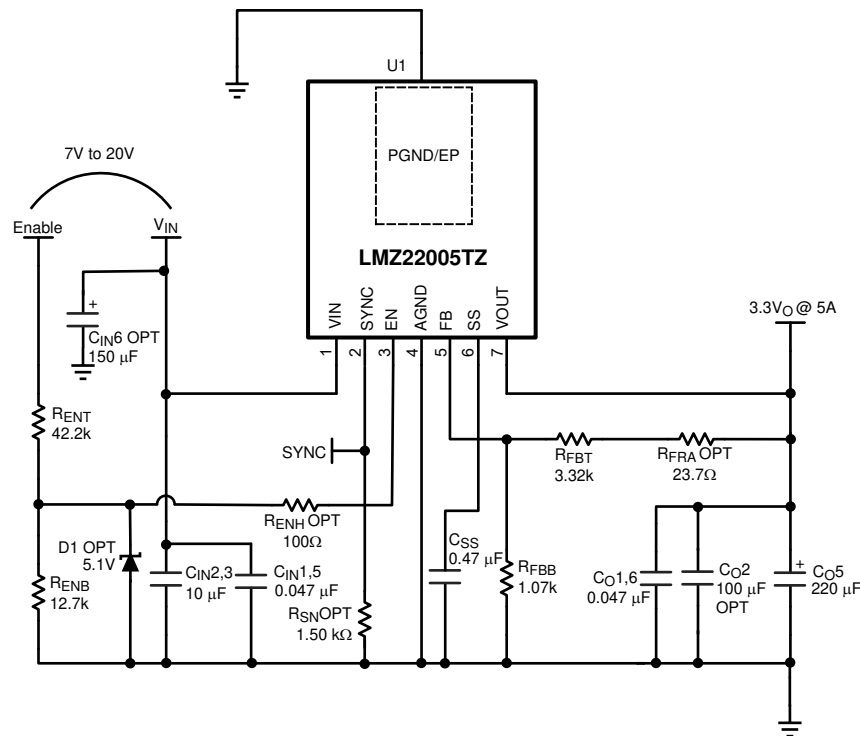 U1
PGND/EP
7V to 20V
Enable
VIN
LMZ22005TZ
VIN
SYNC
EN
AGND
FB
SS
VOUT
1
2
3
4
5
6
7
3.3VO @ 5A
+
CIN6 OPT
150 μF
RENT
42.2k
SYNC
RFBT
3.32k
RFRA OPT
23.7Ω
RENH OPT
100Ω
D1 OPT
5.1V
RENB
12.7k
CIN2,3
10 μF
CIN1,5
0.047 μF
RSNOPT
1.50 kΩ
CSS
0.47 μF
RFBB
1.07k
CO1,6
0.047 μF
CO2
100 μF
OPT
+
CO5
220 μF